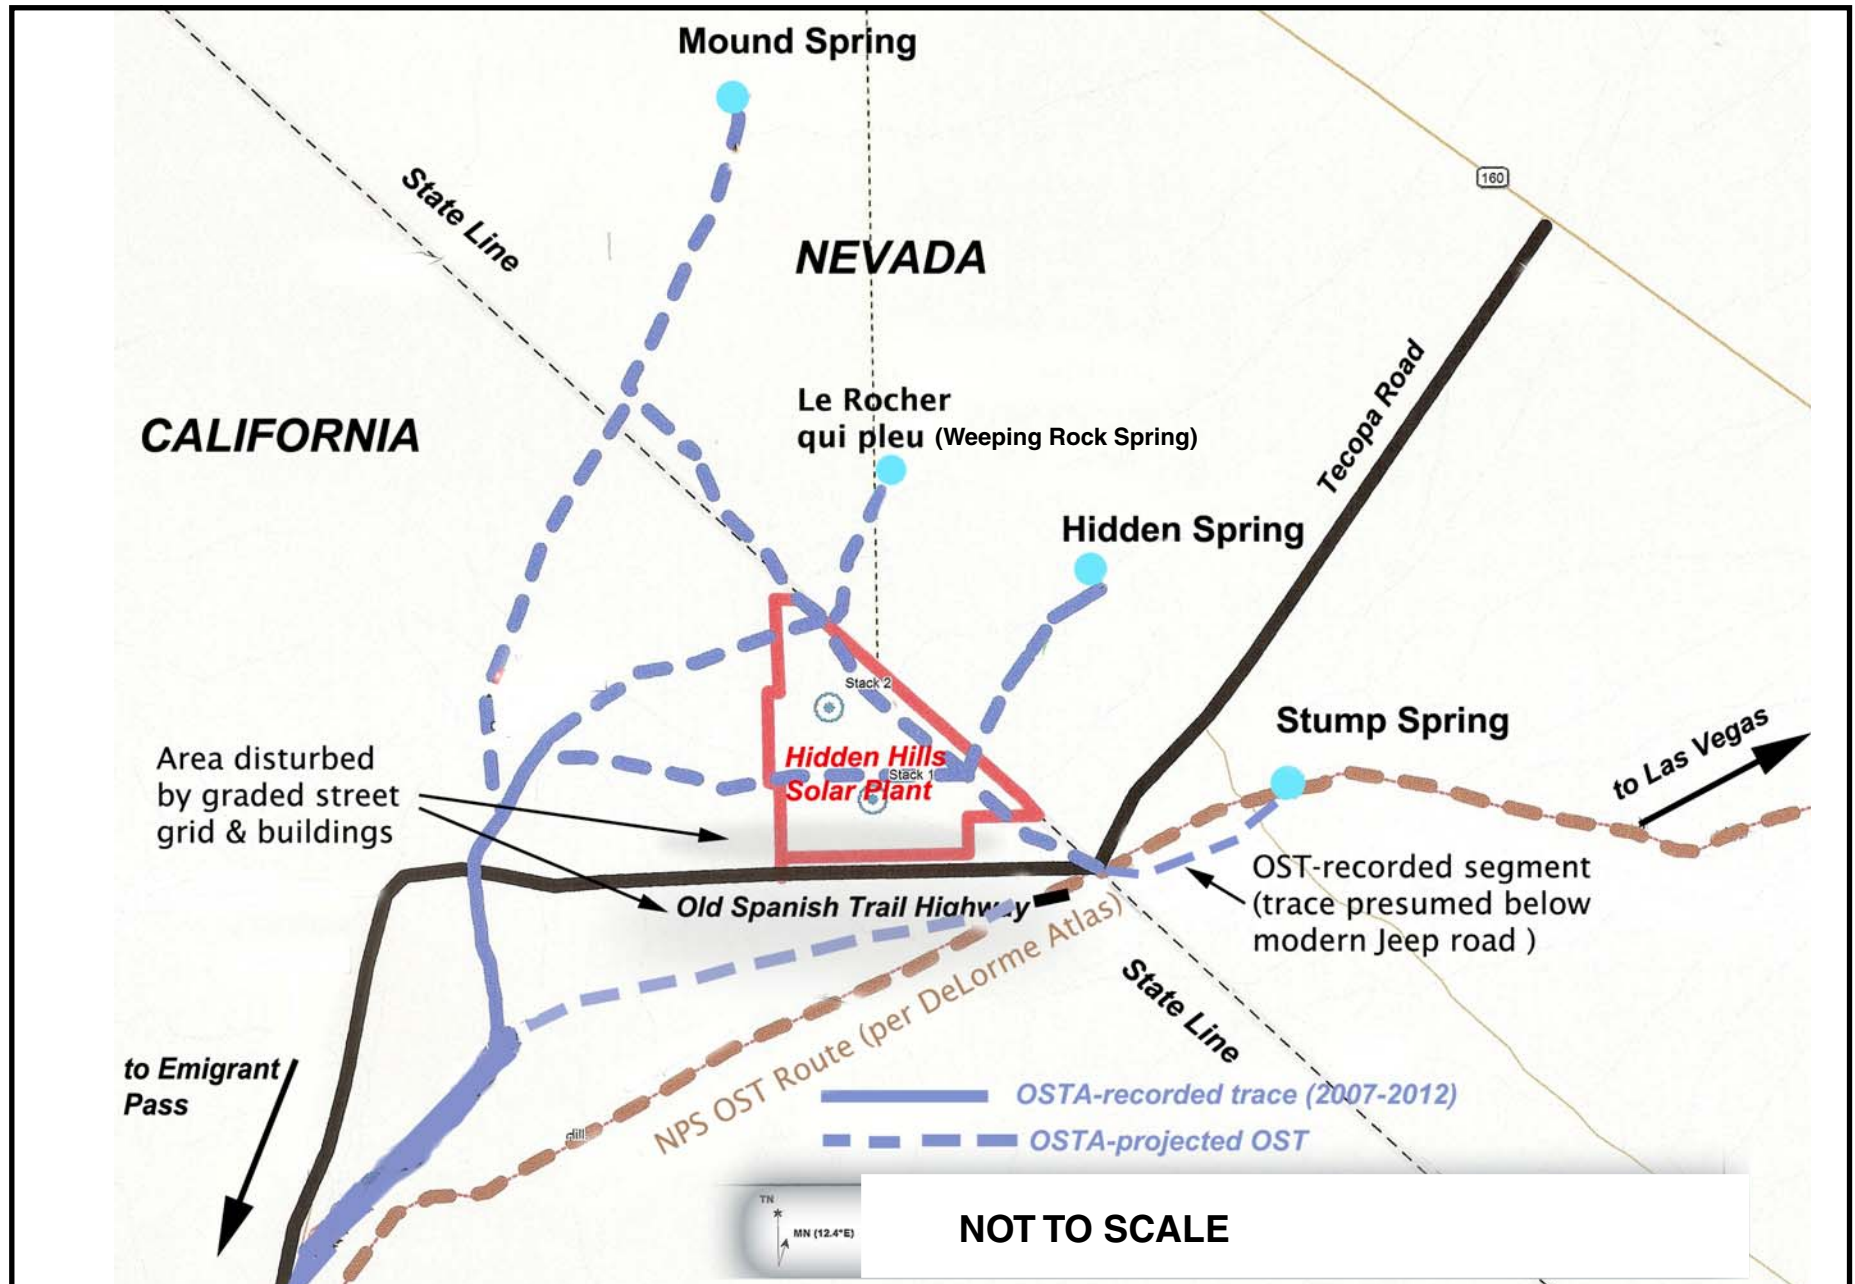 Mound Spring
State Line
160
NEVADA
Tecopa Road
Le Rocher
qui pleu (Weeping Rock Spring)
CALIFORNIA
Hidden Spring
Stack 2
Stump Spring
to Las Vegas
Area disturbed
by graded street
grid & buildings
Hidden Hills
Stack 1
Solar Plant
OST-recorded segment
(trace presumed below
modern Jeep road )
Old Spanish Trail Highway
NPS OST Route (per DeLorme Atlas)
State Line
to Emigrant
Pass
OSTA-recorded trace (2007-2012)
OSTA-projected OST
TN
MN (12.4°E)
NOT TO SCALE